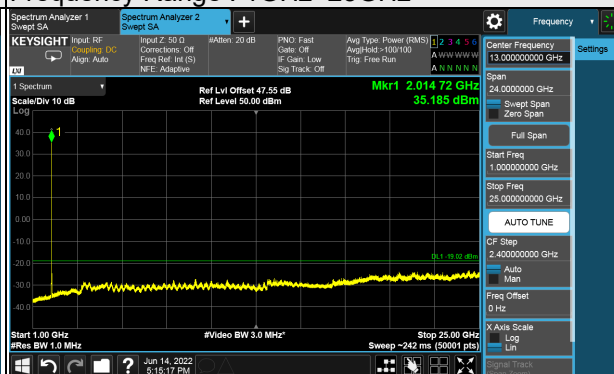 Spectrum Analyzer 1
Swept SA
Spectrum Analyzer 2
Swept SA
Frequency
KEYSIGHT
Input: RF
Coupling: DC
Align: Auto
Input Z: 50 Ω
Corrections: Off
Freq Ref: Int (S)
NFE: Adaptive
#Atten: 20 dB
PNO: Fast
Gate: Off
IF Gain: Low
Sig Track: Off
Avg Type: Power (RMS)
Avg|Hold:>100/100
Trig: Free Run
1 2 3 4 5 6
A W W W W W
A N N N N N
LXI
1 Spectrum
Scale/Div 10 dB
Ref Lvl Offset 47.55 dB
Ref Level 50.00 dBm
Mkr1 2.014 72 GHz
35.185 dBm
Log
40.0
30.0
20.0
10.0
0.00
-10.0
-20.0
-30.0
-40.0
1
DL1 -19.02 dBm
Start 1.00 GHz
#Res BW 1.0 MHz
#Video BW 3.0 MHz*
Stop 25.00 GHz
Sweep ~242 ms (50001 pts)
Jun 14, 2022
5:15:17 PM
Center Frequency
13.000000000 GHz
Settings
Span
24.0000000 GHz
Swept Span
Zero Span
Full Span
Start Freq
1.000000000 GHz
Stop Freq
25.000000000 GHz
AUTO TUNE
CF Step
2.400000000 GHz
Auto
Man
Freq Offset
0 Hz
X Axis Scale
Log
Lin
Signal Track